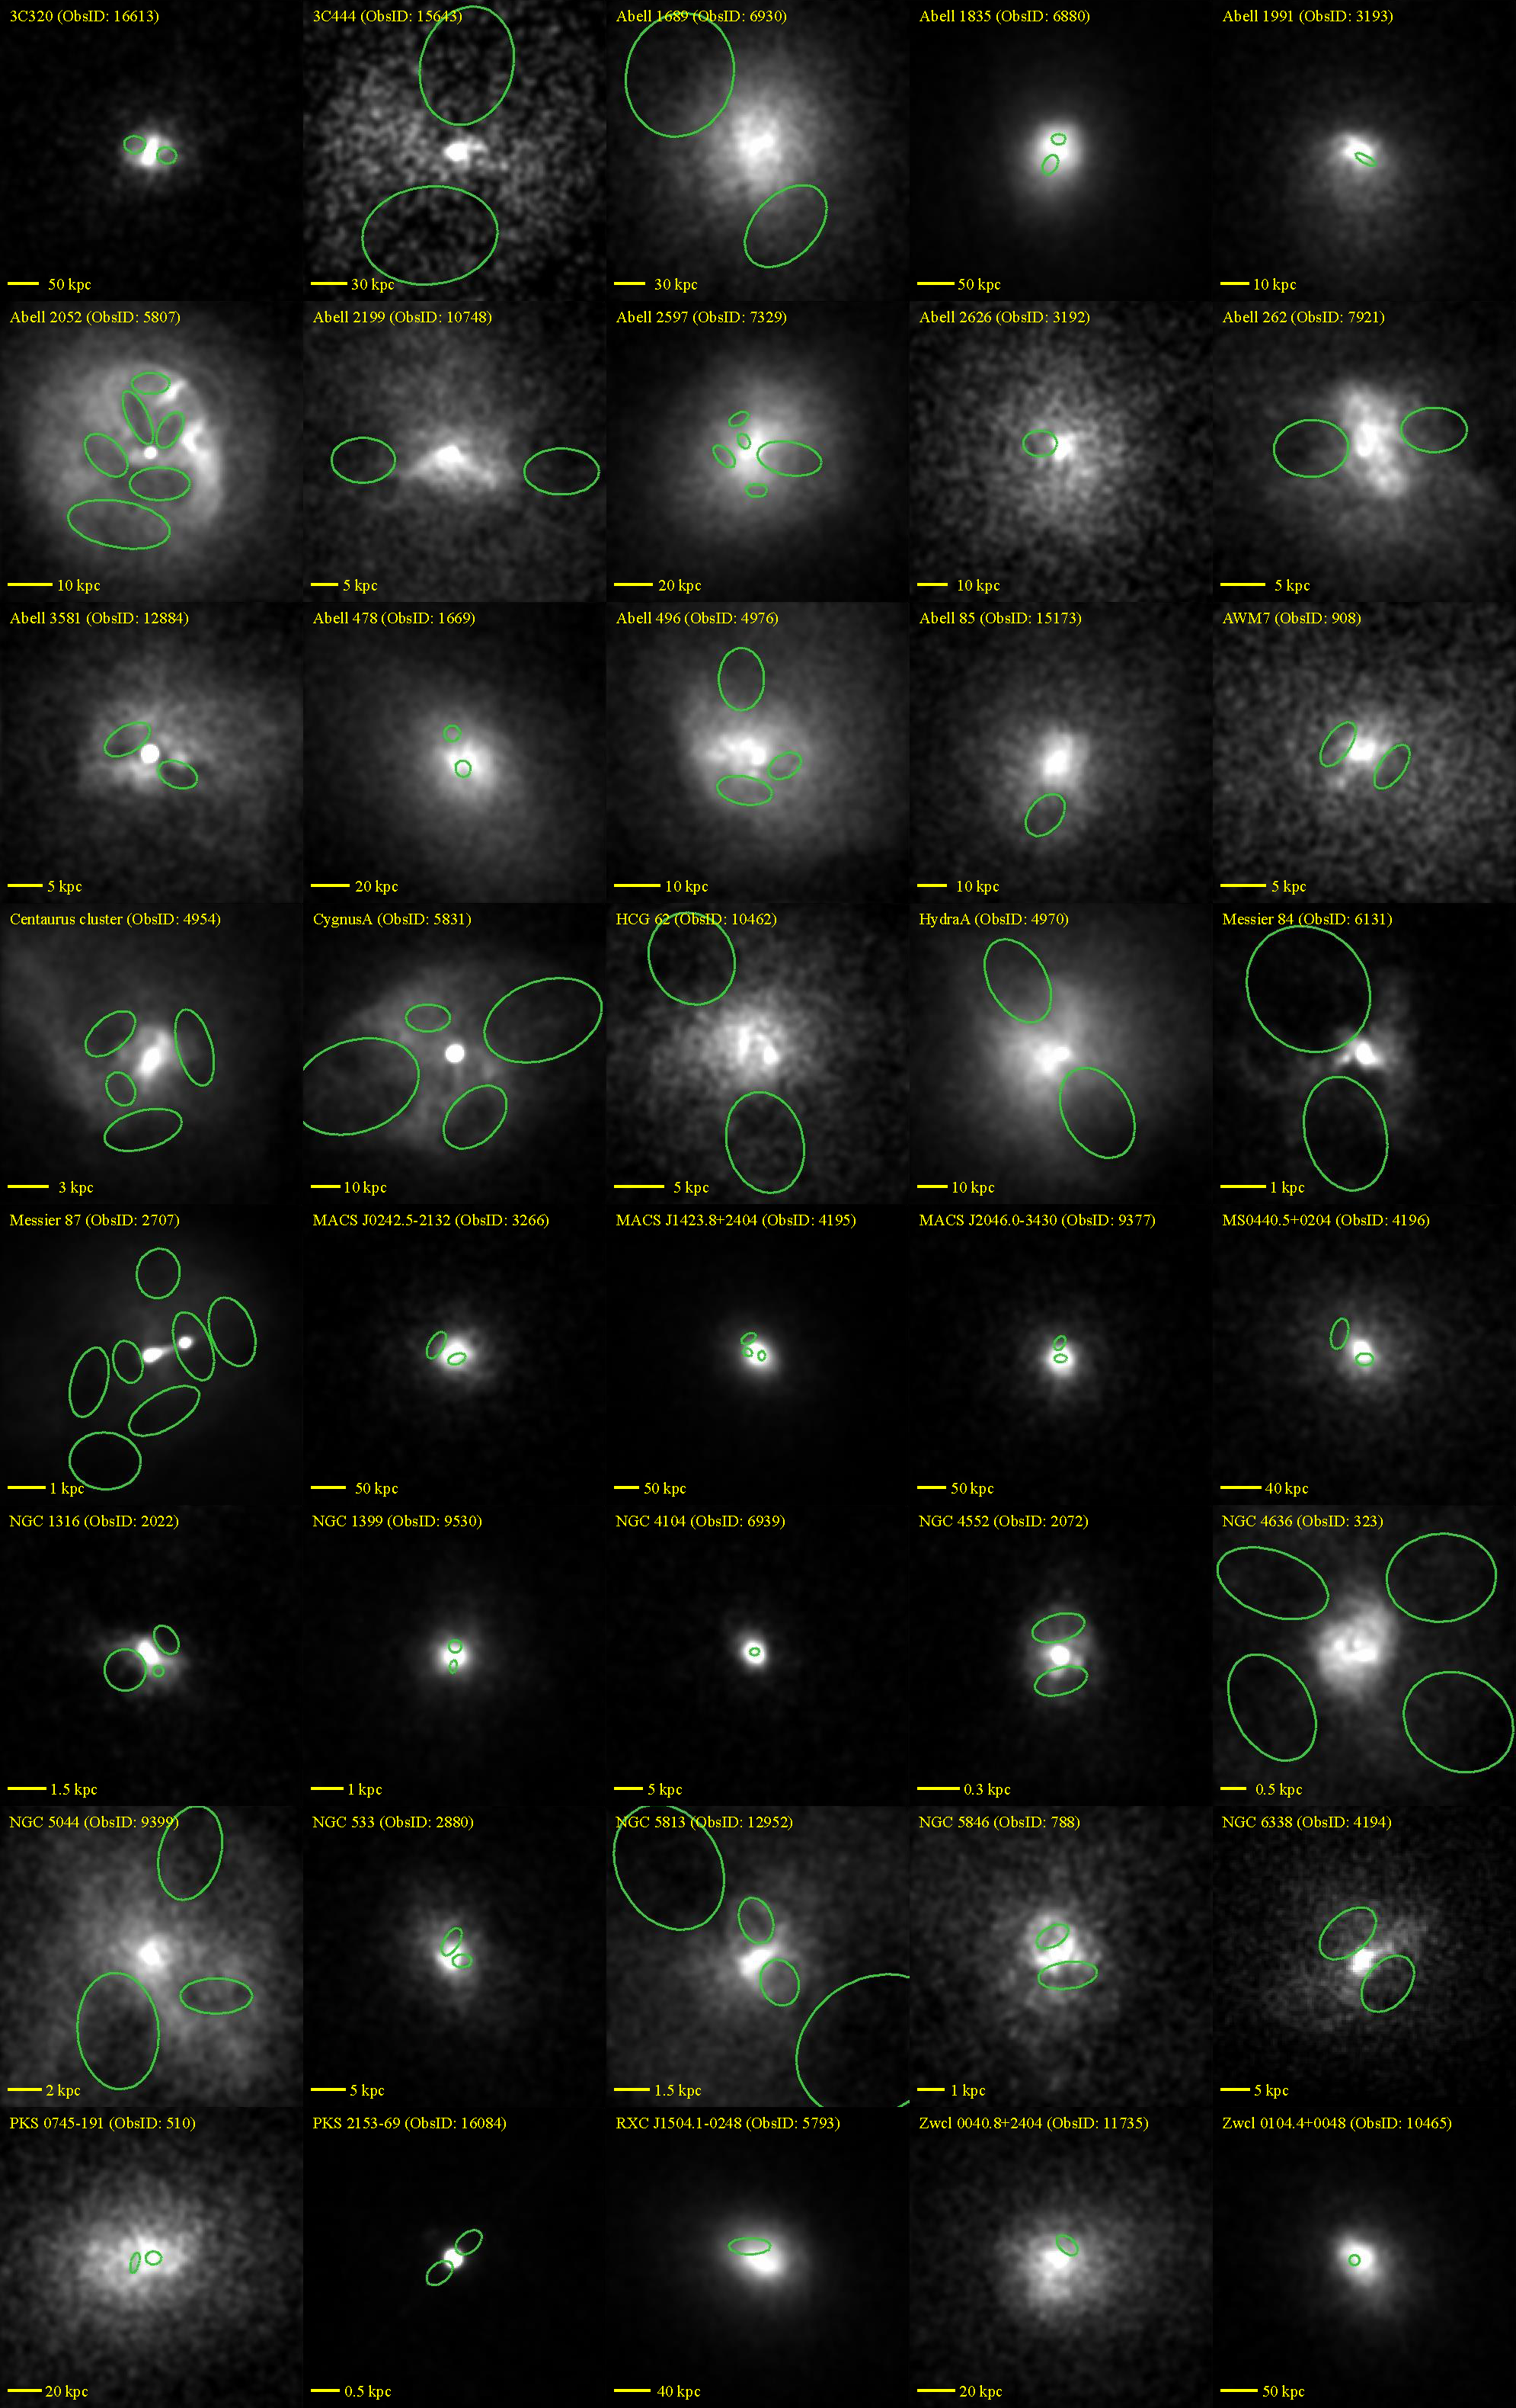 3C320 (ObsID: 16613)
3C444 (ObsID: 15643)
Abell 1689 (ObsID: 6930)
Abell 1835 (ObsID: 6880)
Abell 1991 (ObsID: 3193)
50 kpc
30 kpc
30 kpc
50 kpc
10 kpc
Abell 2052 (ObsID: 5807)
Abell 2199 (ObsID: 10748)
Abell 2597 (ObsID: 7329)
Abell 2626 (ObsID: 3192)
Abell 262 (ObsID: 7921)
10 kpc
5 kpc
20 kpc
10 kpc
5 kpc
Abell 3581 (ObsID: 12884)
Abell 478 (ObsID: 1669)
Abell 496 (ObsID: 4976)
Abell 85 (ObsID: 15173)
AWM7 (ObsID: 908)
5 kpc
20 kpc
10 kpc
10 kpc
5 kpc
Centaurus cluster (ObsID: 4954)
CygnusA (ObsID: 5831)
HCG 62 (ObsID: 10462)
HydraA (ObsID: 4970)
Messier 84 (ObsID: 6131)
3 kpc
10 kpc
5 kpc
10 kpc
1 kpc
Messier 87 (ObsID: 2707)
MACS J0242.5-2132 (ObsID: 3266)
MACS J1423.8+2404 (ObsID: 4195)
MACS J2046.0-3430 (ObsID: 9377)
MS0440.5+0204 (ObsID: 4196)
1 kpc
50 kpc
50 kpc
50 kpc
40 kpc
NGC 1316 (ObsID: 2022)
NGC 1399 (ObsID: 9530)
NGC 4104 (ObsID: 6939)
NGC 4552 (ObsID: 2072)
NGC 4636 (ObsID: 323)
1.5 kpc
1 kpc
5 kpc
0.3 kpc
0.5 kpc
NGC 5044 (ObsID: 9399)
NGC 533 (ObsID: 2880)
NGC 5813 (ObsID: 12952)
NGC 5846 (ObsID: 788)
NGC 6338 (ObsID: 4194)
2 kpc
5 kpc
1.5 kpc
1 kpc
5 kpc
PKS 0745-191 (ObsID: 510)
PKS 2153-69 (ObsID: 16084)
RXC J1504.1-0248 (ObsID: 5793)
Zwcl 0040.8+2404 (ObsID: 11735)
Zwcl 0104.4+0048 (ObsID: 10465)
20 kpc
0.5 kpc
40 kpc
20 kpc
50 kpc